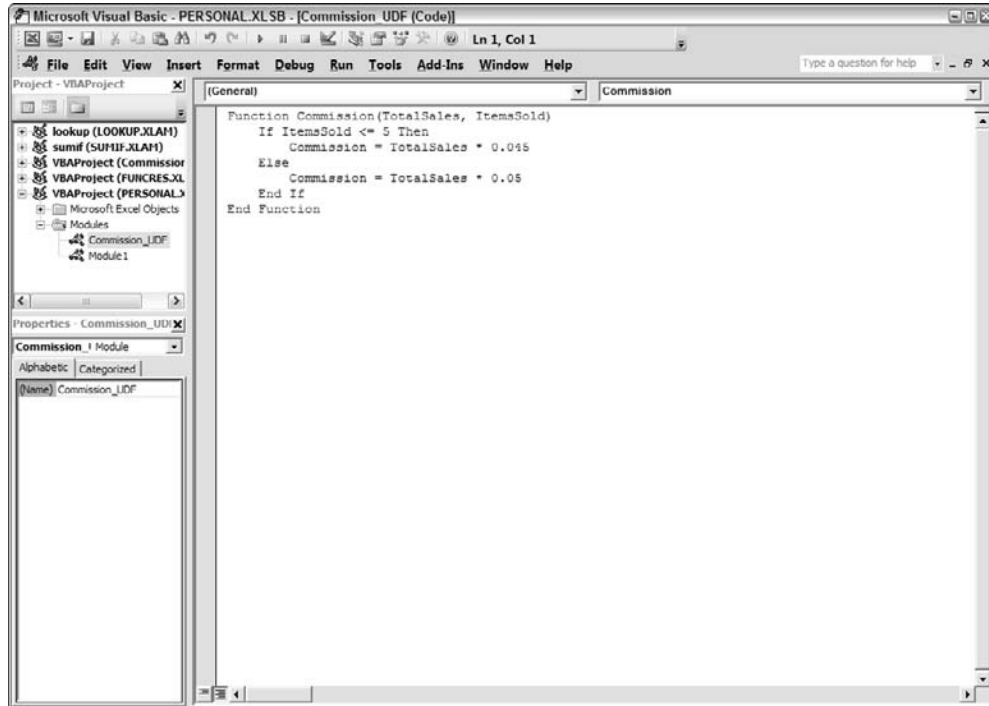 Microsoft Visual Basic - PERSONAL.XLSB - [Commission_UDF (Code)]
Ln 1, Col 1
File Edit View Insert Format Debug Run Tools Add-Ins Window Help
Type a question for help
Project - VBAProject
(General)
Commission
lookup (LOOKUP.XLAM)
sumif (SUMIF.XLAM)
VBAProject (Commission
VBAProject (FUNCRES.XL
VBAProject (PERSONAL.X
Microsoft Excel Objects
Modules
Commission_UDF
Module1
Function Commission(TotalSales, ItemsSold)
If ItemsSold <= 5 Then
Commission = TotalSales * 0.045
Else
Commission = TotalSales * 0.05
End If
End Function
Properties - Commission_UDI
Commission_ Module
Alphabetic Categorized
(Name) Commission_UDF